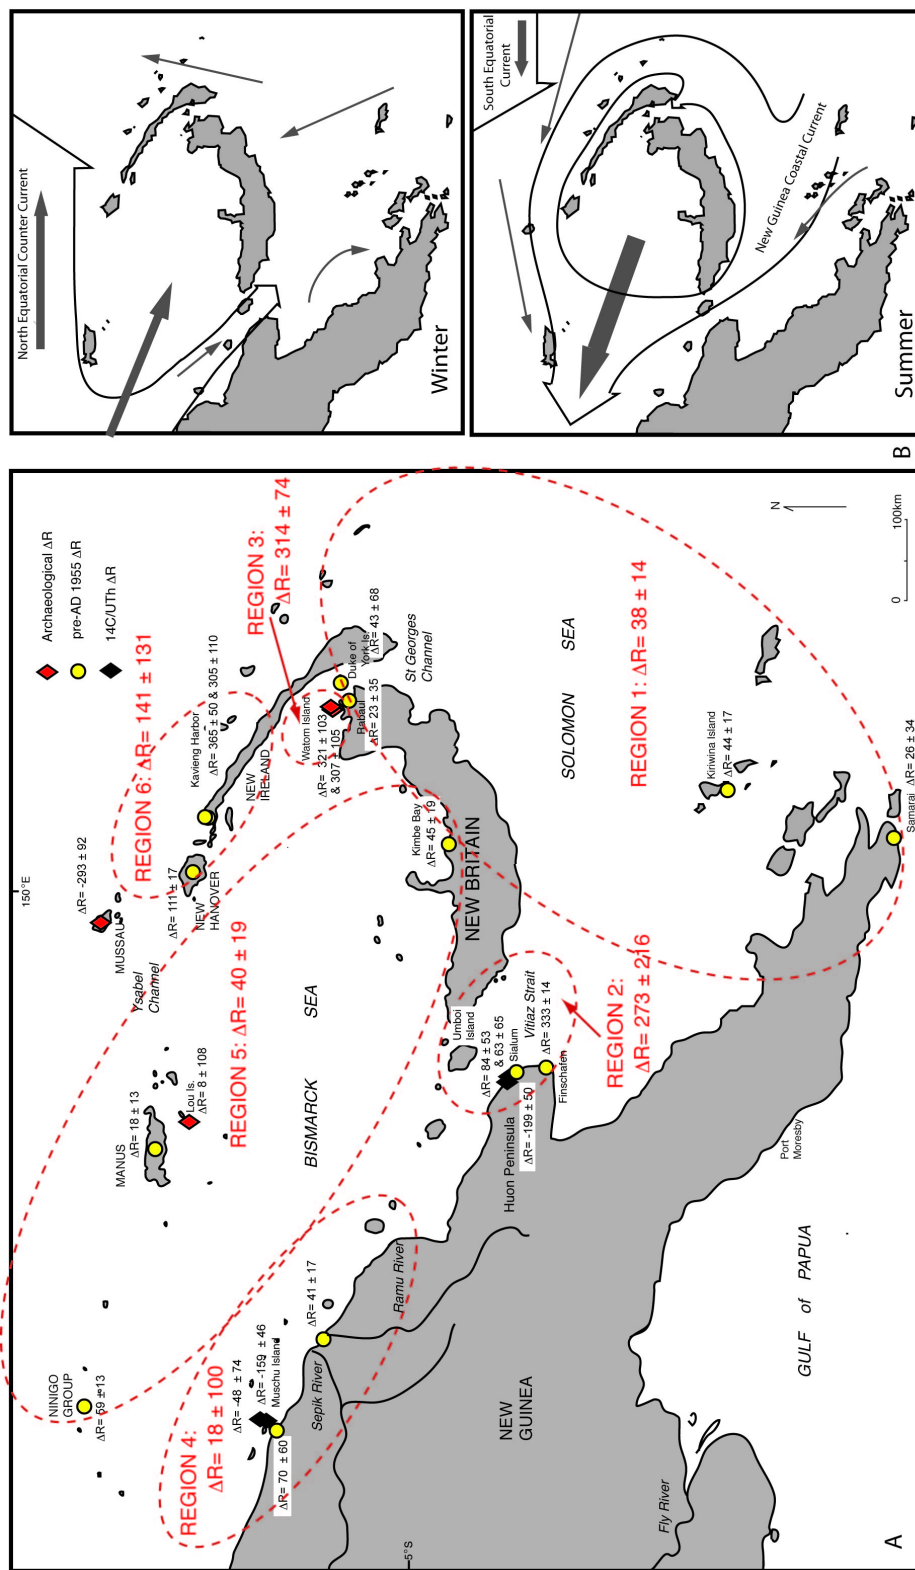 Archaeological ΔR
pre-AD 1955 ΔR
14C/UTh ΔR
150°E
5°S
N
0
100km
A
NINIGO
GROUP
ΔR= 59 ± 13
MANUS
ΔR= 18 ± 13
Lou Is.
ΔR= 8 ± 108
MUSSAU
ΔR= -293 ± 92
Ysabel
Channel
ΔR= 111 ± 17
NEW
HANOVER
Kavieng Harbor
ΔR= 365 ± 50 & 305 ± 110
NEW
IRELAND
REGION 6: ΔR= 141 ± 131
REGION 3:
ΔR= 314 ± 74
Watom Island
ΔR= 321 ± 103
& 307 ± 105
Rabaul
ΔR= 23 ± 35
Duke of
York Is.
ΔR= 43 ± 68
St Georges
Channel
REGION 5: ΔR= 40 ± 19
BISMARCK SEA
Kimbe Bay
ΔR= 45 ± 19
NEW BRITAIN
REGION 4:
ΔR= 18 ± 100
ΔR= -48 ± 74
ΔR= -159 ± 46
Muschu Island
ΔR= 70 ± 60
Sepik River
ΔR= 41 ± 17
Ramu River
Umboi
Island
ΔR= 84 ± 53
& 63 ± 65
Sialum
Vitiaz Strait
Huon Peninsula
ΔR= -199 ± 50
ΔR= 333 ± 14
Finschafen
REGION 2:
ΔR= 273 ± 216
SOLOMON SEA
REGION 1: ΔR= 38 ± 14
Kiriwina Island
ΔR= 44 ± 17
Samarai ΔR= 26 ± 34
NEW
GUINEA
Fly River
Port
Moresby
GULF of PAPUA
B
North Equatorial Counter Current
Winter
South Equatorial
Current
New Guinea Coastal Current
Summer